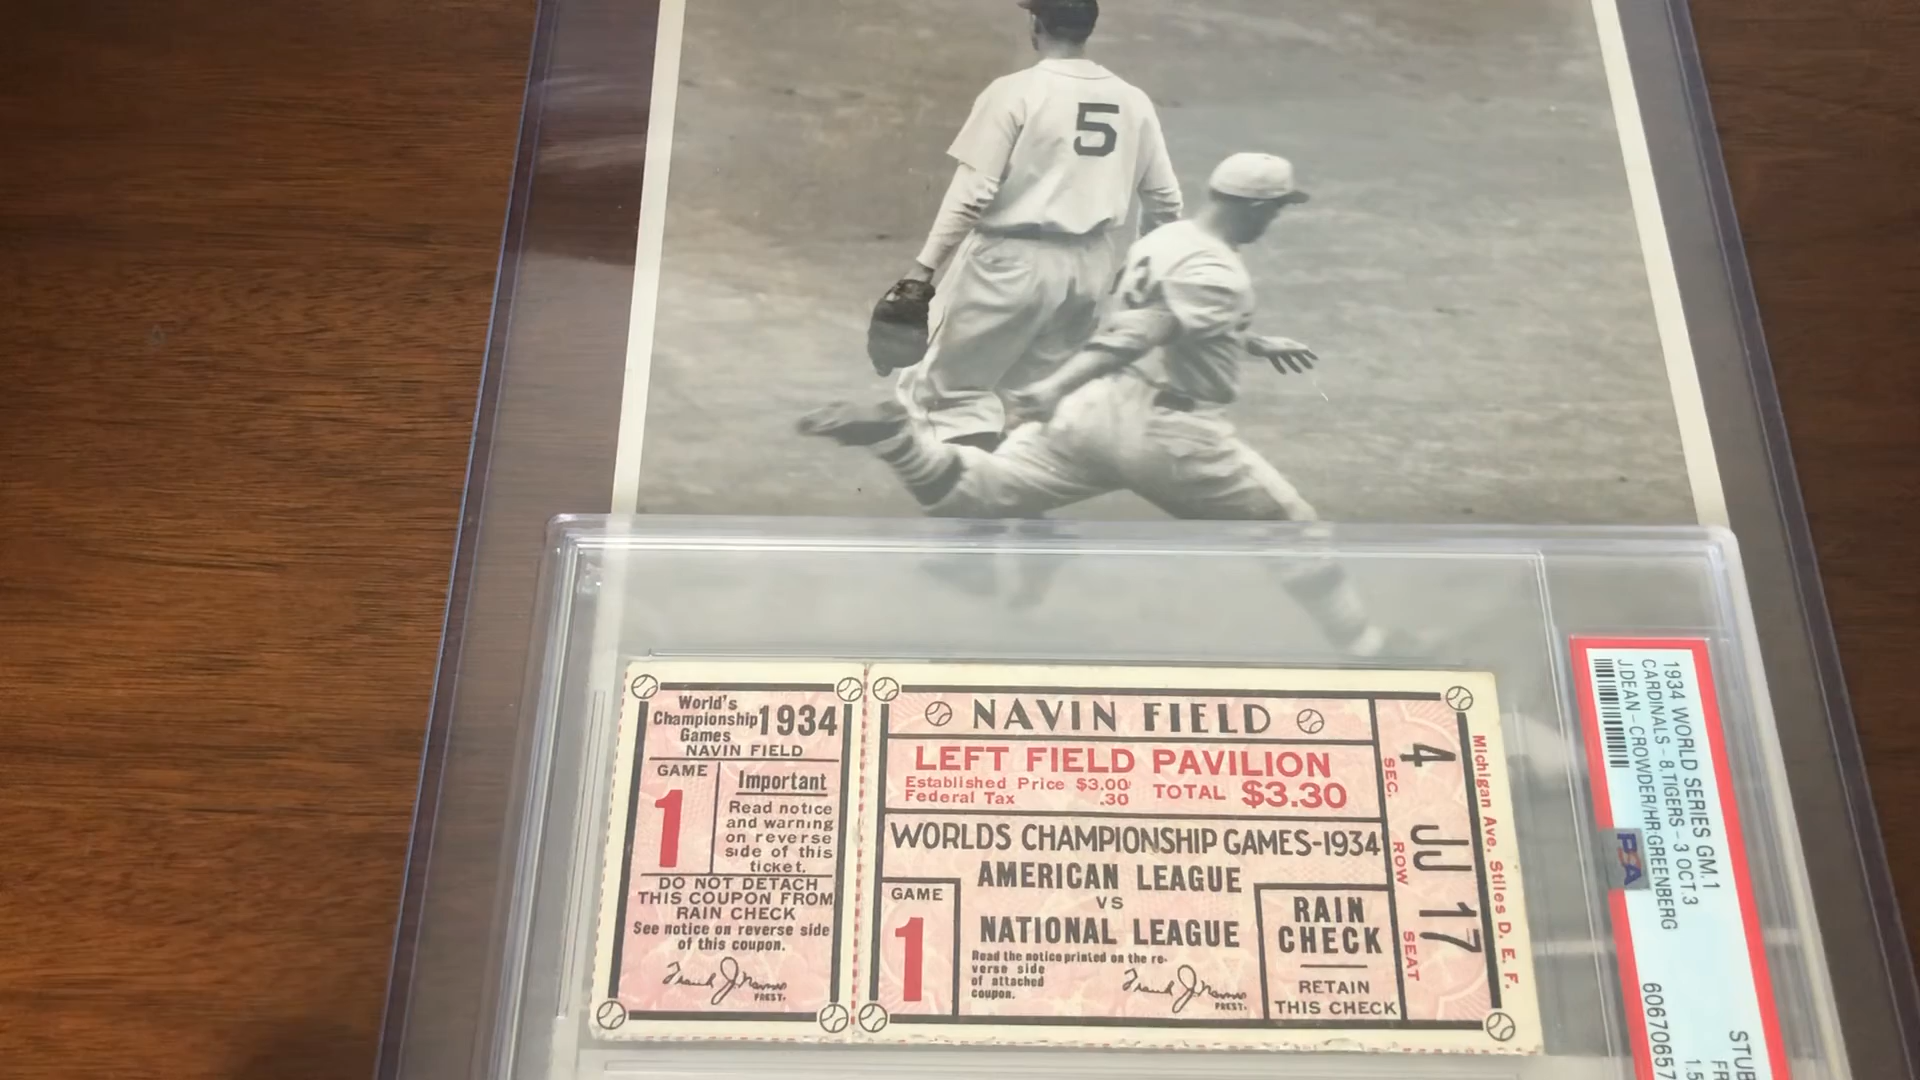 5
3
World's
Championship 1934
Games
NAVIN FIELD
GAME
1
Important
Read notice
and warning
on reverse
side of this
ticket.
DO NOT DETACH
THIS COUPON FROM
RAIN CHECK
See notice on reverse side
of this coupon.
PREST.
NAVIN FIELD
LEFT FIELD PAVILION
Established Price $3.00
Federal Tax .30
TOTAL $3.30
WORLDS CHAMPIONSHIP GAMES-1934
AMERICAN LEAGUE
VS
NATIONAL LEAGUE
GAME
1
Read the notice printed on the re-
verse side
of attached
coupon.
PREST.
RAIN
CHECK
RETAIN
THIS CHECK
SEC. 4
ROW JJ
SEAT 17
Michigan Ave. Stiles D. E. F.
1934 WORLD SERIES GM.1
CARDINALS-8,TIGERS-3 OCT.3
J.DEAN-CROWDER/HR:GREENBERG
PSA
STUB
FR
1.5
60670657